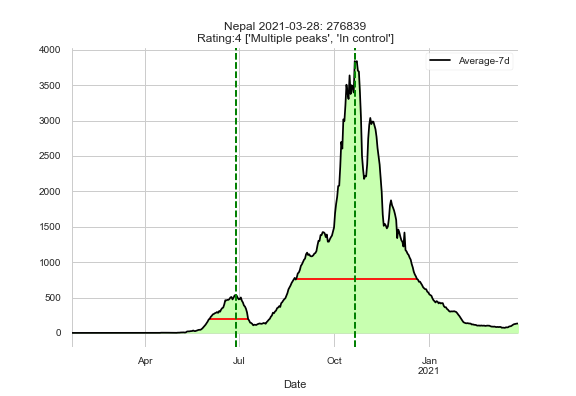 Nepal 2021-03-28: 276839
Rating:4 ['Multiple peaks', 'In control']
Average-7d
4000
3500
3000
2500
2000
1500
1000
500
0
Apr
Jul
Oct
Jan
2021
Date